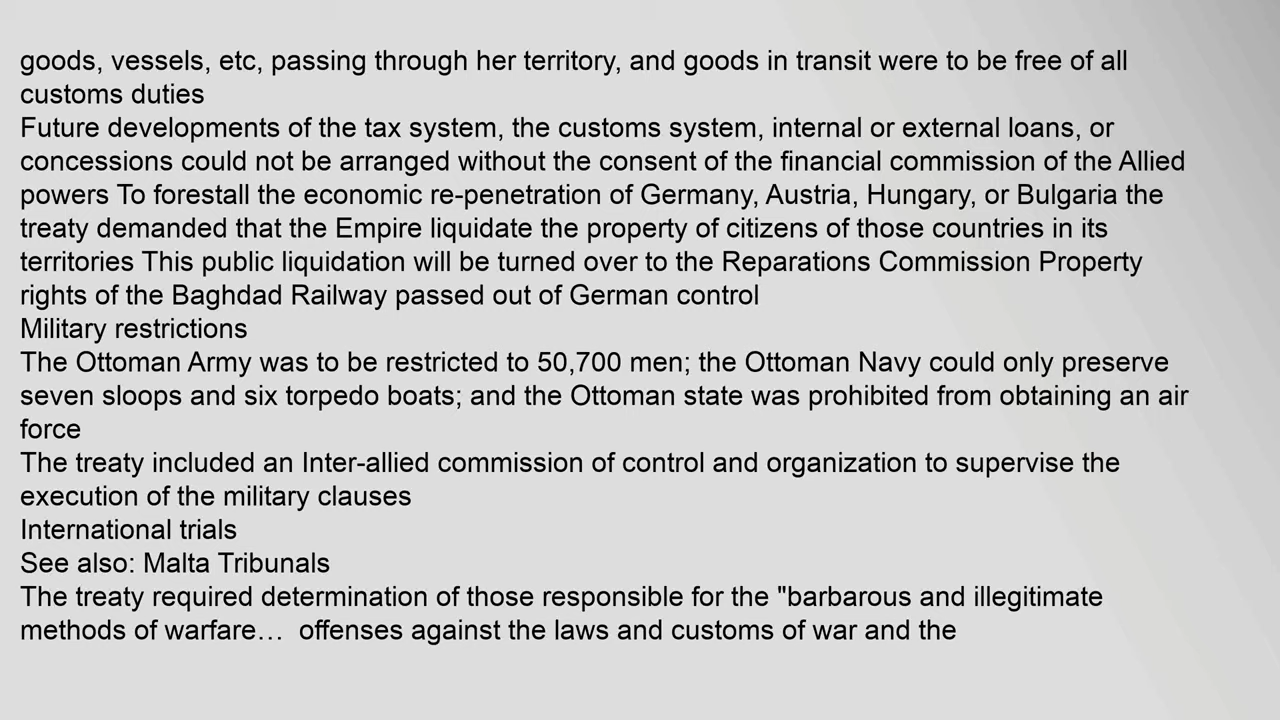 goods, vessels, etc, passing through her territory, and goods in transit were to be free of all
customs duties
Future developments of the tax system, the customs system, internal or external loans, or
concessions could not be arranged without the consent of the financial commission of the Allied
powers To forestall the economic re-penetration of Germany, Austria, Hungary, or Bulgaria the
treaty demanded that the Empire liquidate the property of citizens of those countries in its
territories This public liquidation will be turned over to the Reparations Commission Property
rights of the Baghdad Railway passed out of German control
Military restrictions
The Ottoman Army was to be restricted to 50,700 men; the Ottoman Navy could only preserve
seven sloops and six torpedo boats; and the Ottoman state was prohibited from obtaining an air
force
The treaty included an Inter-allied commission of control and organization to supervise the
execution of the military clauses
International trials
See also: Malta Tribunals
The treaty required determination of those responsible for the "barbarous and illegitimate
methods of warfare…  offenses against the laws and customs of war and the